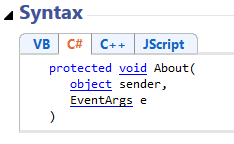 Syntax
VB C# C++ JScript
protected void About(
object sender,
EventArgs e
)